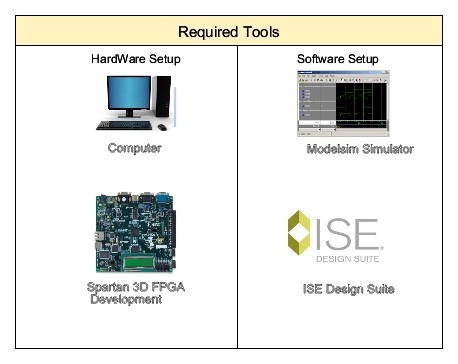 Required Tools
HardWare Setup
Software Setup
Computer
Modelsim Simulator
ISE®
DESIGN SUITE
Spartan 3D FPGA
Development
ISE Design Suite